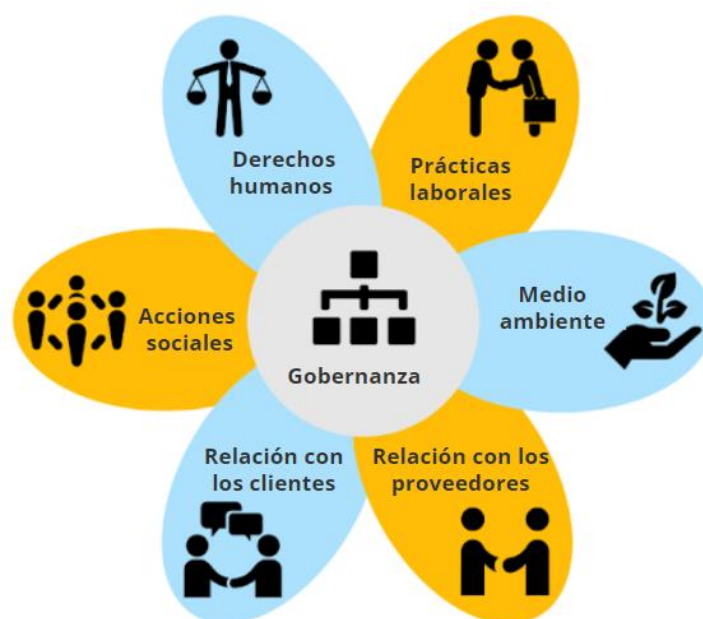 Derechos
humanos
Prácticas
laborales
Medio
ambiente
Acciones
sociales
Gobernanza
Relación con
los clientes
Relación con los
proveedores